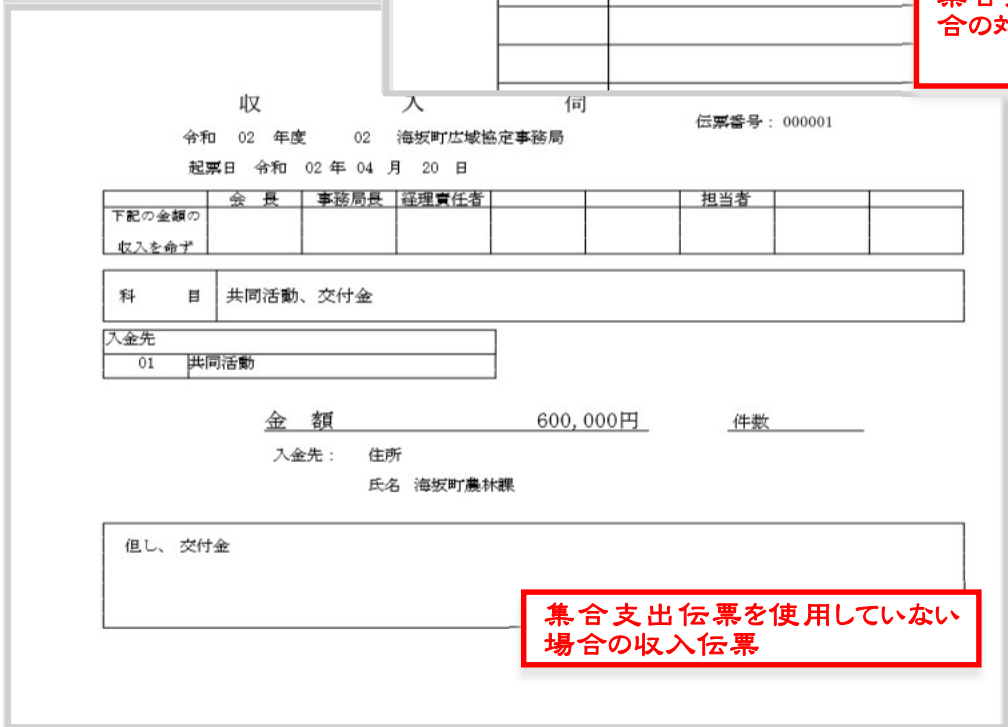 合の対
収 入 伺
伝票番号： 000001
令和 02 年度 02 海坂町広域協定事務局
起票日 令和 02 年 04 月 20 日
会 長 事務局長 経理責任者 担当者
下記の金額の
収入を命ず
科 目 共同活動、交付金
入金先
01 共同活動
金 額 600,000円 件数
入金先： 住所
氏名 海坂町農林課
但し、 交付金
集合支出伝票を使用していない
場合の収入伝票